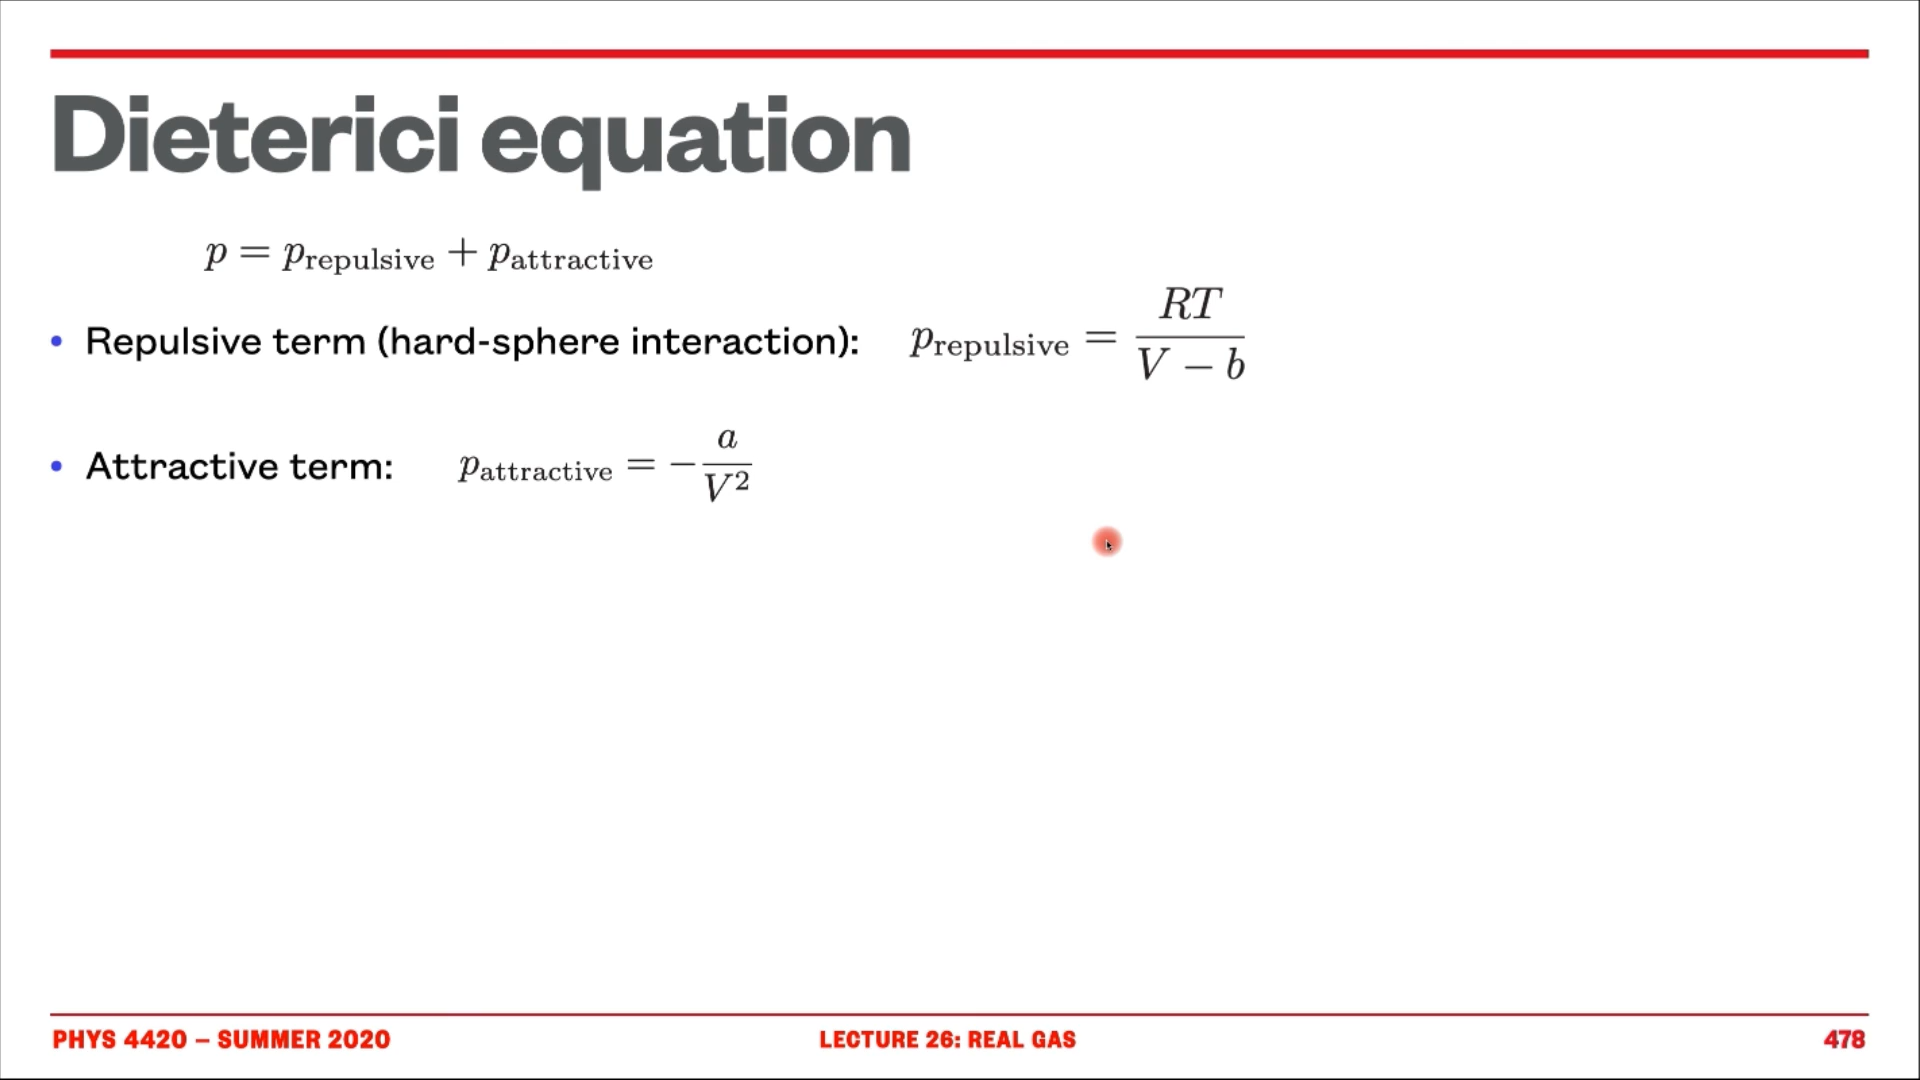 Dieterici equation
p = p_repulsive + p_attractive
• Repulsive term (hard-sphere interaction): p_repulsive = RT / (V − b)
• Attractive term: p_attractive = − a / V²
PHYS 4420 – SUMMER 2020 LECTURE 26: REAL GAS 478